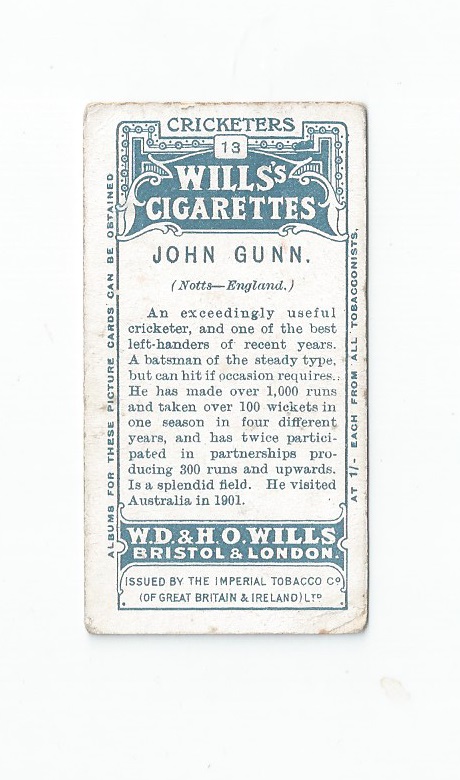 CRICKETERS
13
WILLS'S
CIGARETTES
JOHN GUNN.
(Notts—England.)
An exceedingly useful
cricketer, and one of the best
left-handers of recent years.
A batsman of the steady type,
but can hit if occasion requires.
He has made over 1,000 runs
and taken over 100 wickets in
one season in four different
years, and has twice partici-
pated in partnerships pro-
ducing 300 runs and upwards.
Is a splendid field. He visited
Australia in 1901.
W.D. & H.O. WILLS
BRISTOL & LONDON.
ISSUED BY THE IMPERIAL TOBACCO Co
(OF GREAT BRITAIN & IRELAND) LTD
ALBUMS FOR THESE PICTURE CARDS CAN BE OBTAINED
AT 1/- EACH FROM ALL TOBACCONISTS.